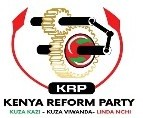 KRP
KENYA REFORM PARTY
KUZA KAZI - KUZA VIWANDA- LINDA NCHI